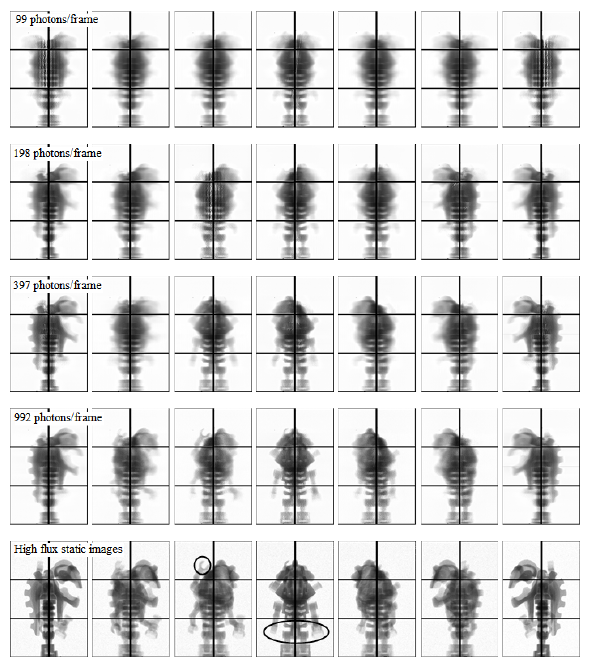 99 photons/frame
198 photons/frame
397 photons/frame
992 photons/frame
High flux static images